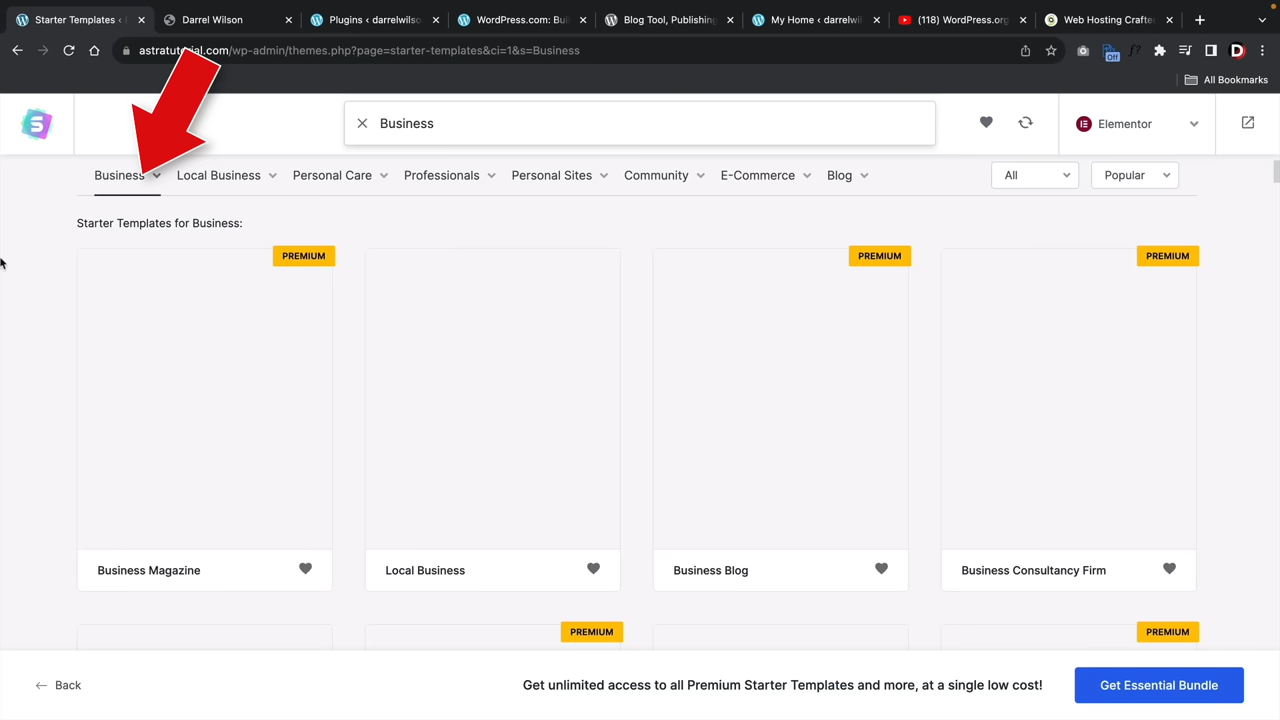 Starter Templates ‹
Darrel Wilson
Plugins ‹ darrelwilso
WordPress.com: Bui
Blog Tool, Publishing
My Home ‹ darrelwil
(118) WordPress.org
Web Hosting Crafte
astratutorial.com/wp-admin/themes.php?page=starter-templates&ci=1&s=Business
Off
D
All Bookmarks
Business
Elementor
Business
Local Business
Personal Care
Professionals
Personal Sites
Community
E-Commerce
Blog
All
Popular
Starter Templates for Business:
PREMIUM
PREMIUM
PREMIUM
Business Magazine
Local Business
Business Blog
Business Consultancy Firm
PREMIUM
PREMIUM
Back
Get unlimited access to all Premium Starter Templates and more, at a single low cost!
Get Essential Bundle